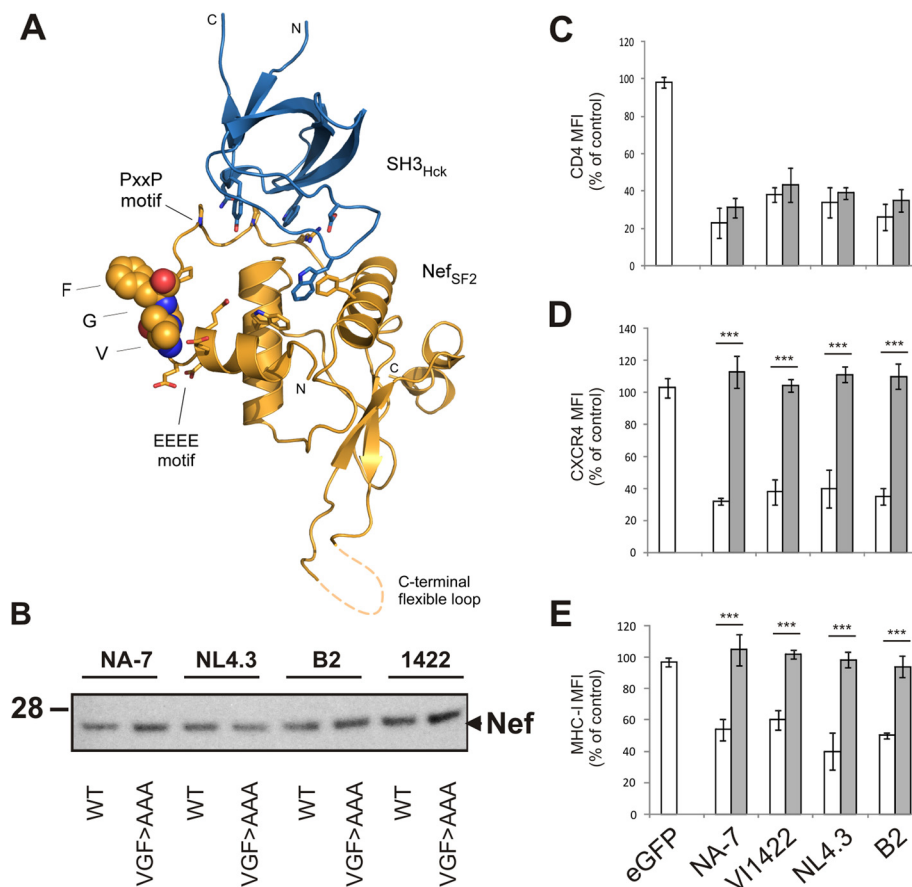 A
C
N
SH3Hck
PxxP
motif
NefSF2
F
G
V
N
C
EEEE
motif
C-terminal
flexible loop
B
NA-7 NL4.3 B2 1422
28
Nef
WT VGF>AAA WT VGF>AAA WT VGF>AAA WT VGF>AAA
C
CD4 MFI
(% of control)
120
100
80
60
40
20
0
D
CXCR4 MFI
(% of control)
140
120
100
80
60
40
20
0
*** *** *** ***
E
MHC-I MFI
(% of control)
120
100
80
60
40
20
0
*** *** *** ***
eGFP NA-7 VI1422 NL4.3 B2